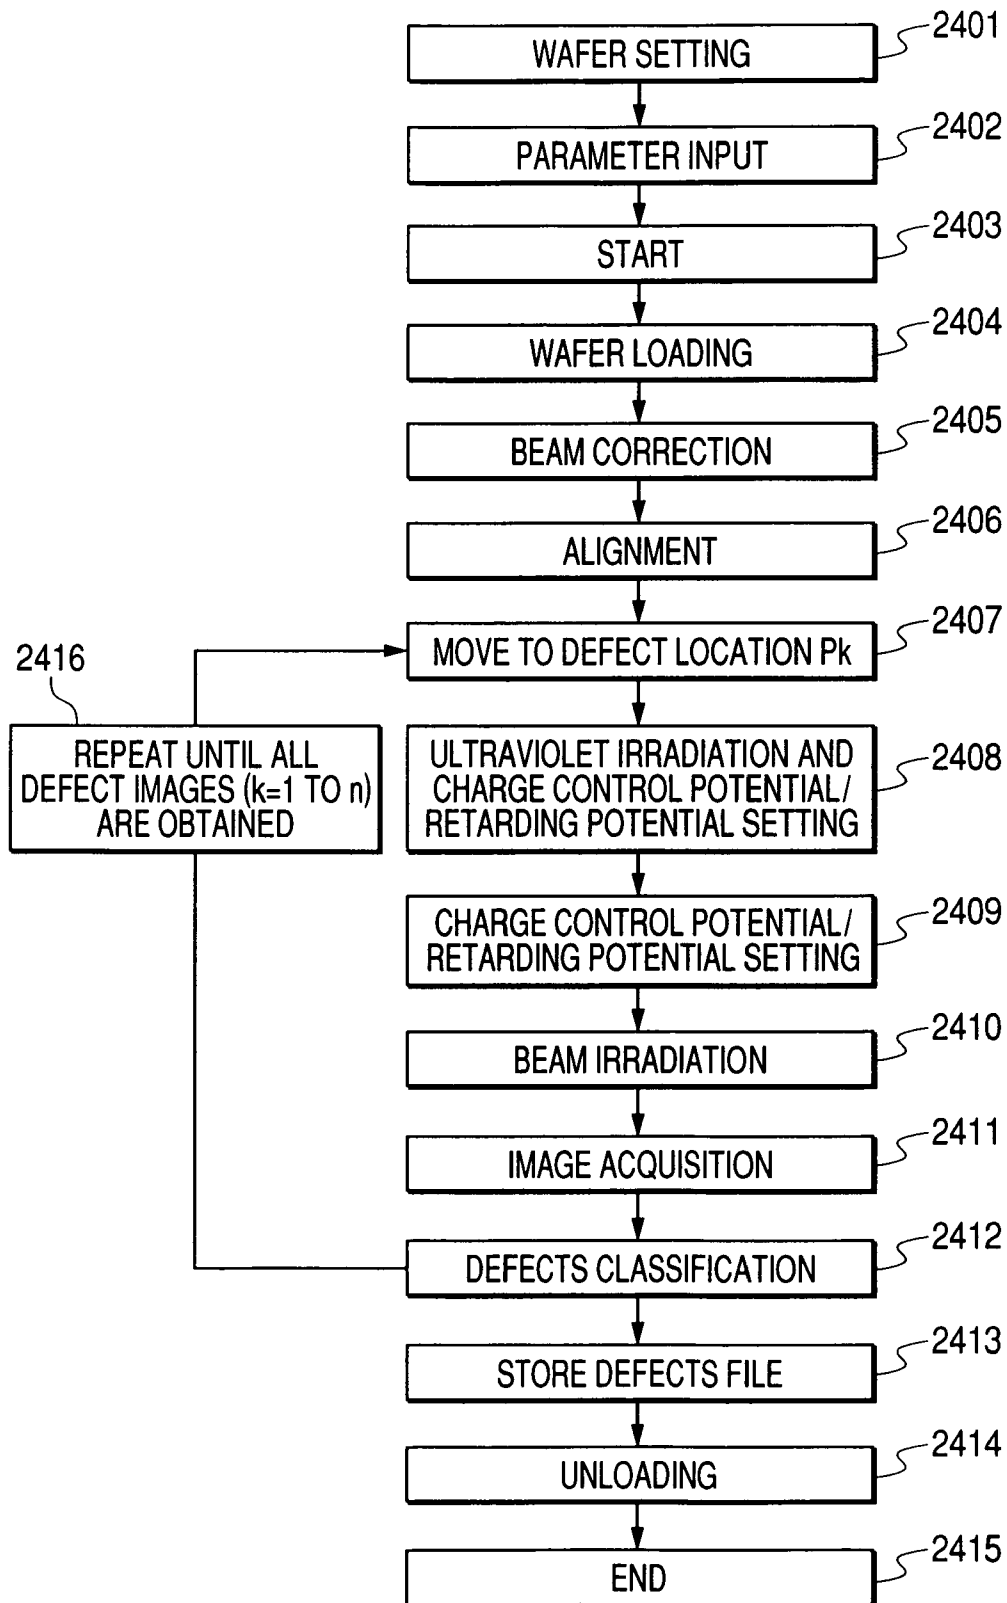 2401
WAFER SETTING
2402
PARAMETER INPUT
2403
START
2404
WAFER LOADING
2405
BEAM CORRECTION
2406
ALIGNMENT
2407
MOVE TO DEFECT LOCATION Pk
2416
REPEAT UNTIL ALL
DEFECT IMAGES (k=1 TO n)
ARE OBTAINED
2408
ULTRAVIOLET IRRADIATION AND
CHARGE CONTROL POTENTIAL/
RETARDING POTENTIAL SETTING
2409
CHARGE CONTROL POTENTIAL/
RETARDING POTENTIAL SETTING
2410
BEAM IRRADIATION
2411
IMAGE ACQUISITION
2412
DEFECTS CLASSIFICATION
2413
STORE DEFECTS FILE
2414
UNLOADING
2415
END